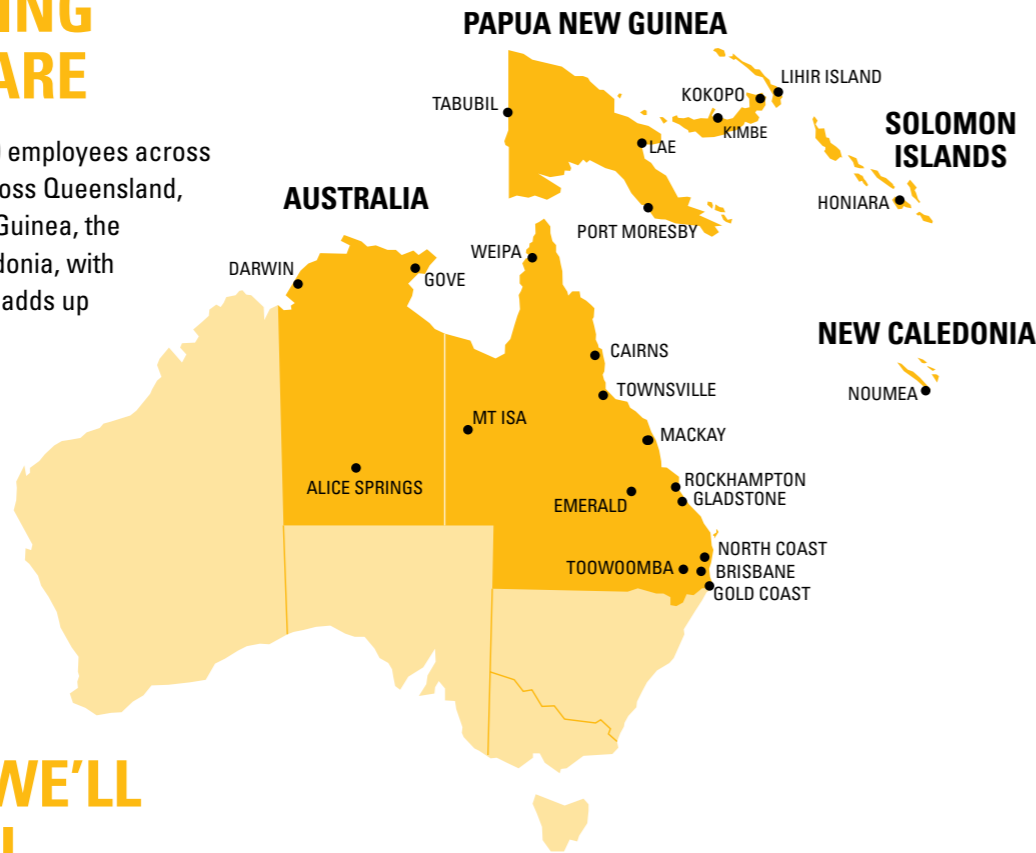 ING
ARE
employees across
oss Queensland,
Guinea, the
donia, with
adds up
WE'LL
PAPUA NEW GUINEA
TABUBIL
KOKOPO
LIHIR ISLAND
KIMBE
LAE
PORT MORESBY
SOLOMON
ISLANDS
HONIARA
AUSTRALIA
DARWIN
GOVE
WEIPA
CAIRNS
TOWNSVILLE
MT ISA
MACKAY
ALICE SPRINGS
ROCKHAMPTON
GLADSTONE
EMERALD
NORTH COAST
TOOWOOMBA
BRISBANE
GOLD COAST
NEW CALEDONIA
NOUMEA